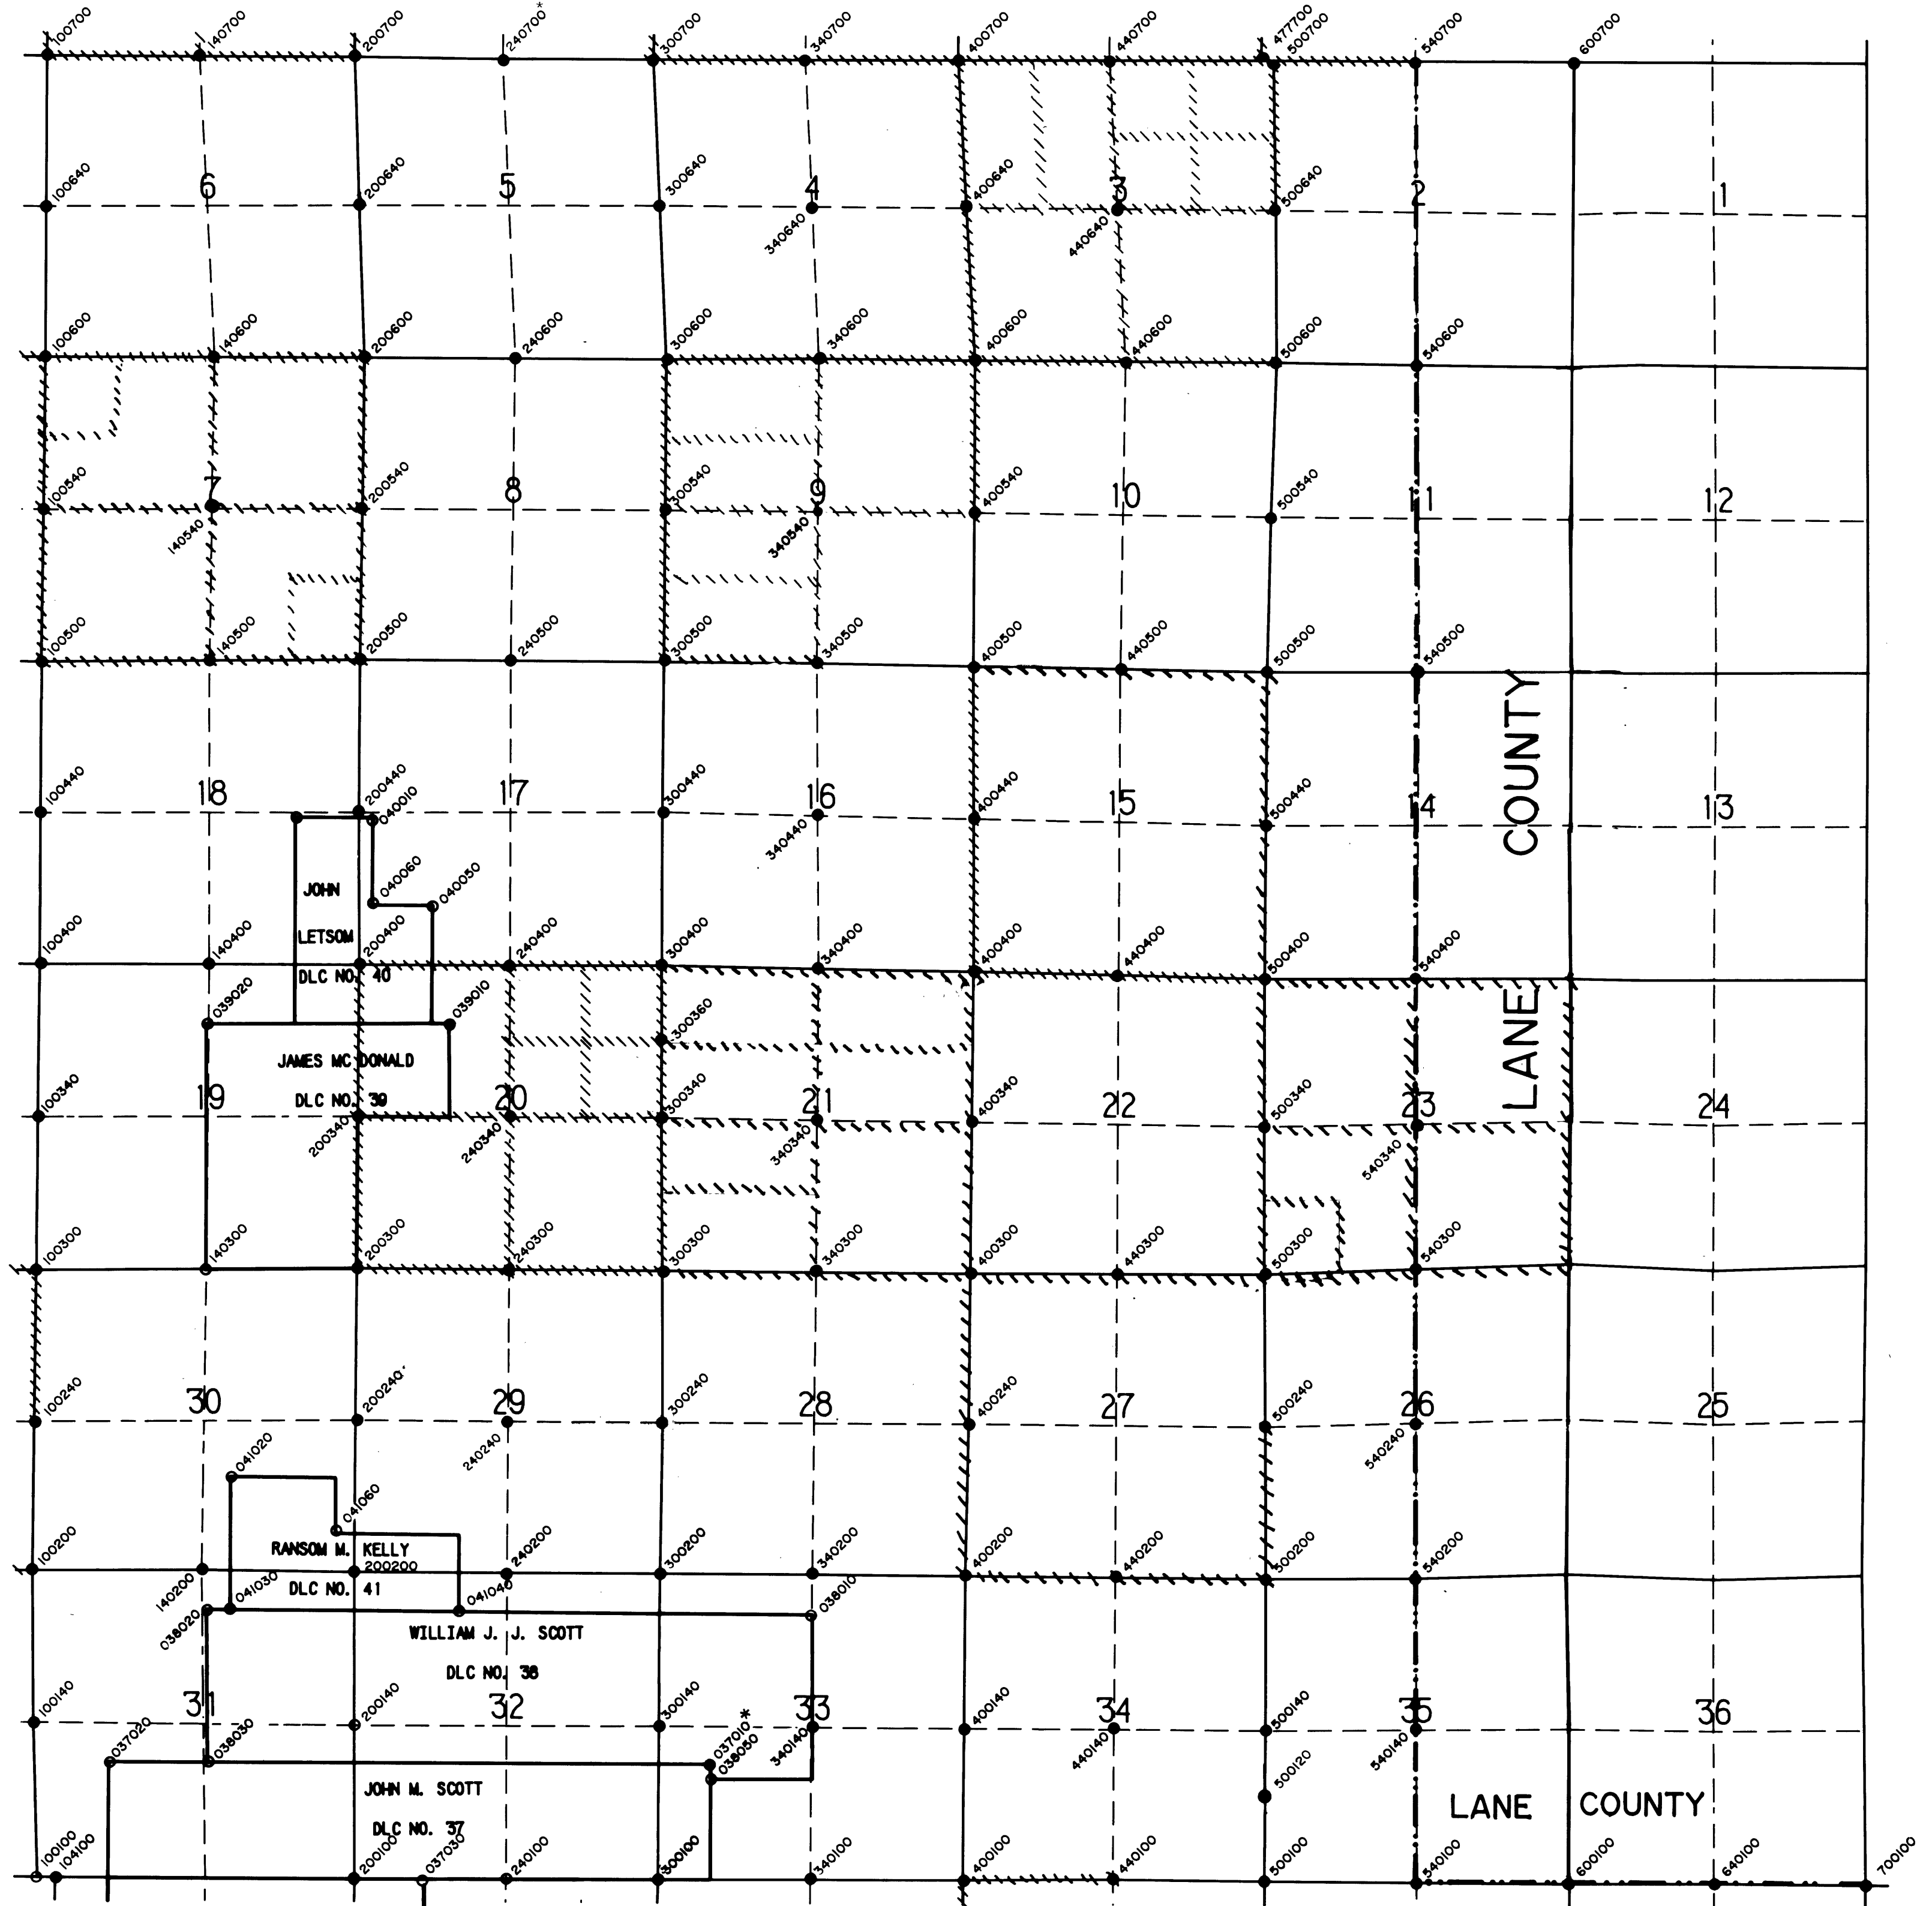 100700 140700 200700 240700* 300700 340700 400700 440700 477700 500700 540700 600700
100640 6 200640 5 300640 4 400640 3 500640 2 1
340640 440640
100600 140600 200600 240600 300600 340600 400600 440600 500600 540600
100540 7 200540 8 300540 9 400540 10 500540 11 12
140540 340540
100500 140500 200500 240500 300500 340500 400500 440500 500500 540500
100440 18 200440 17 300440 16 400440 15 500440 14 13
040010 340440
COUNTY
JOHN 040060 040050
LETSOM
100400 140400 200400 240400 300400 340400 400400 440400 500400 540400
DLC NO. 40
039020 039010 300360
LANE
JAMES MC DONALD
DLC NO. 39
100340 19 20 300340 21 400340 22 500340 23 24
200340 240340 340340 540340
100300 140300 200300 240300 300300 340300 400300 440300 500300 540300
100240 30 200240 29 300240 28 400240 27 500240 26 25
240240 540240
041020
041060
RANSOM M. KELLY
100200 200200 240200 300200 340200 400200 440200 500200 540200
140200 041030 DLC NO. 41 041040 038010
038020
WILLIAM J. J. SCOTT
DLC NO. 38
100140 31 200140 32 300140 33 400140 34 500140 35 36
037020 038030 037010* 340140 440140 540140
038050
500120
JOHN M. SCOTT
LANE COUNTY
DLC NO. 37
100100 104100 200100 037030 240100 300100 340100 400100 440100 500100 540100 600100 640100 700100